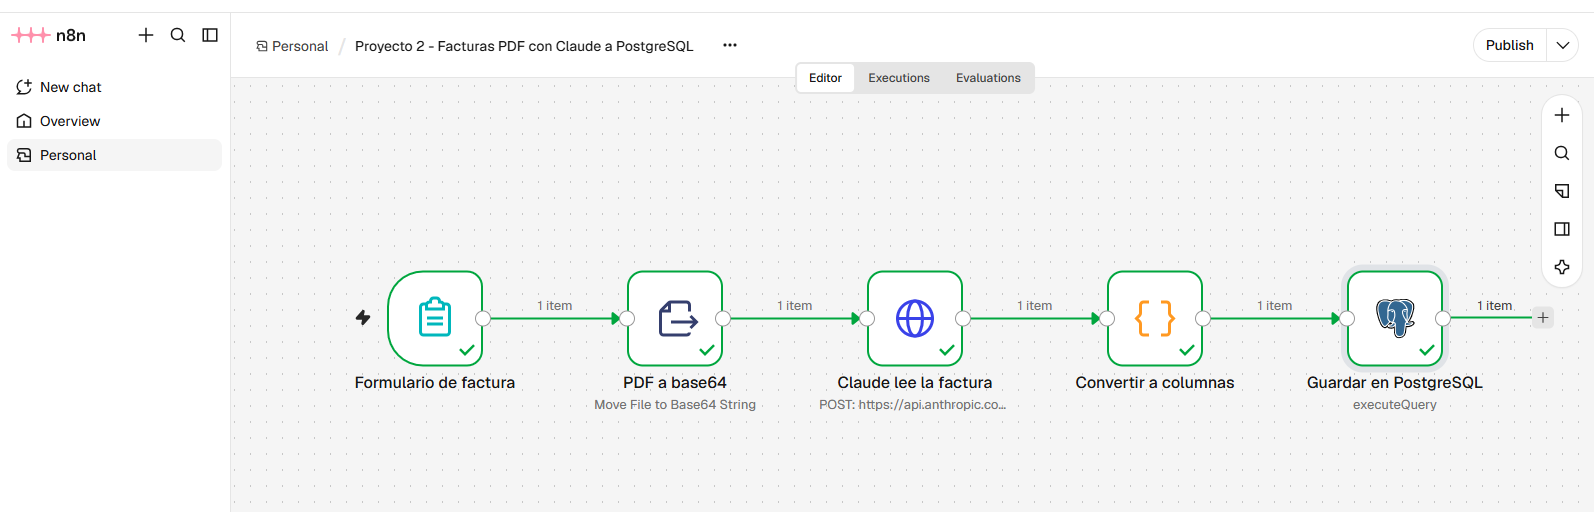 n8n
New chat
Overview
Personal
Personal / Proyecto 2 - Facturas PDF con Claude a PostgreSQL ...
Publish
Editor Executions Evaluations
1 item 1 item 1 item 1 item 1 item
Formulario de factura PDF a base64 Claude lee la factura Convertir a columnas Guardar en PostgreSQL
Move File to Base64 String POST: https://api.anthropic.co... executeQuery